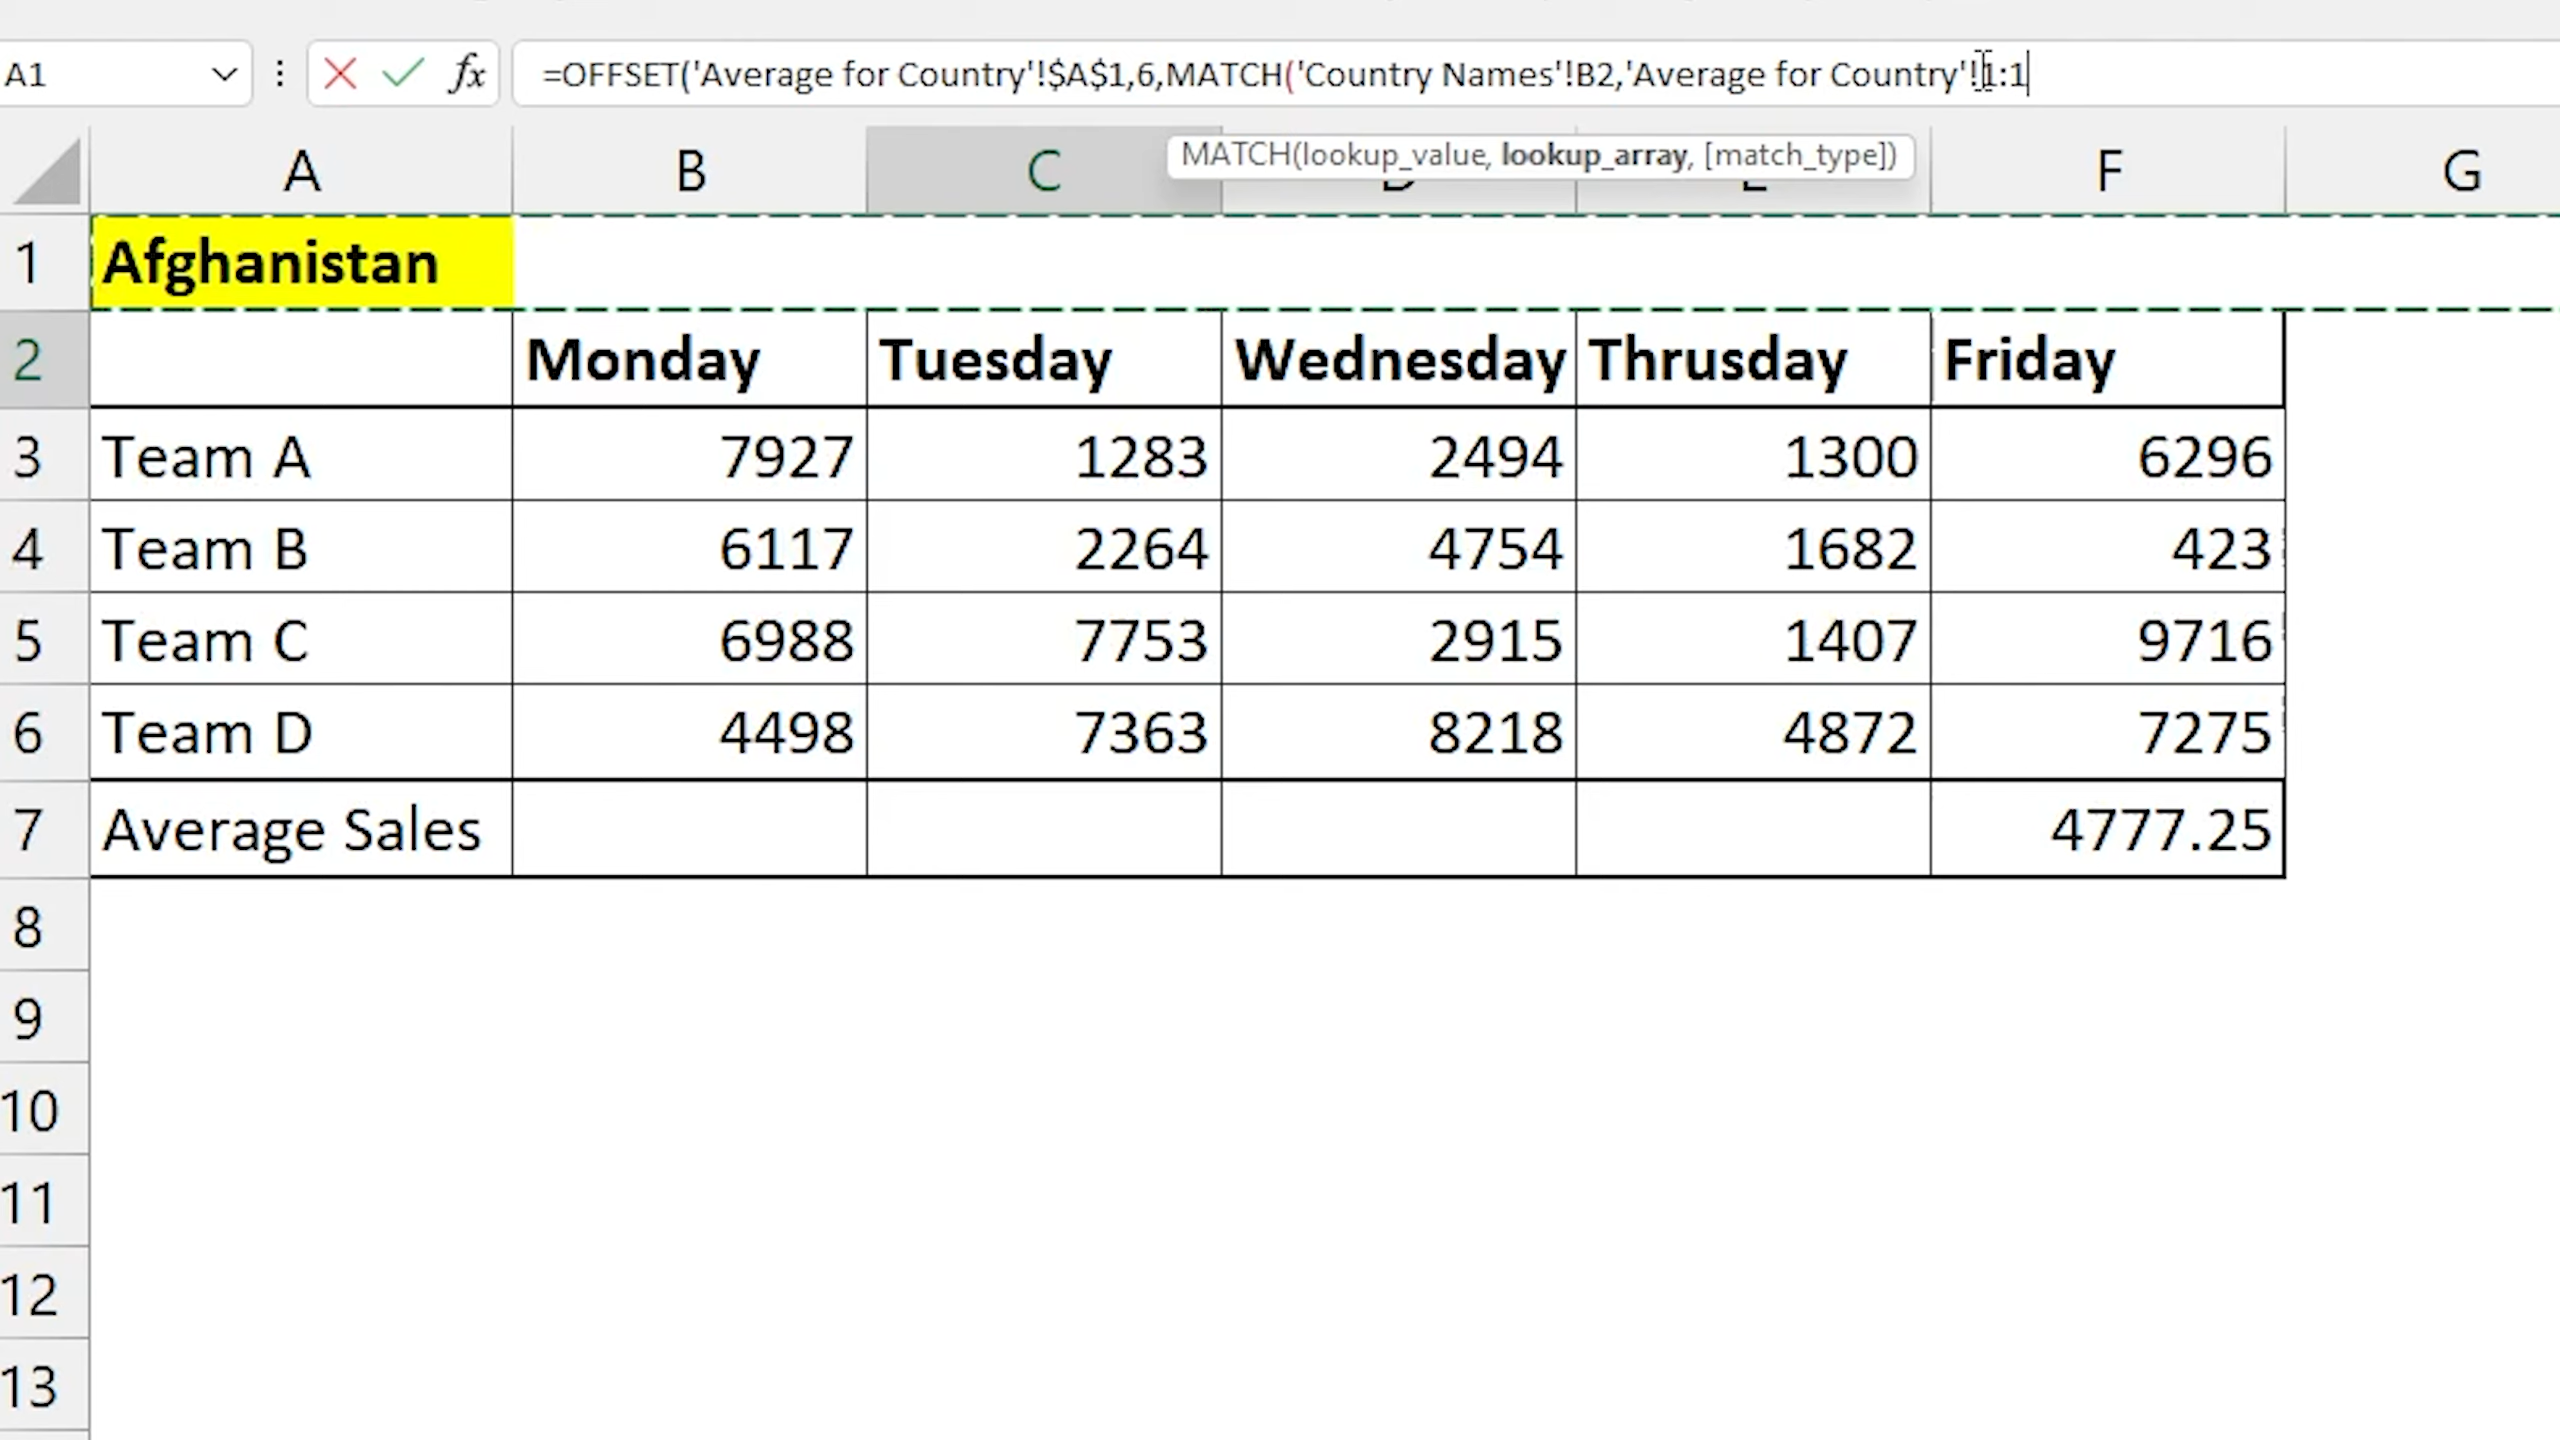 A1 fx =OFFSET('Average for Country'!$A$1,6,MATCH('Country Names'!B2,'Average for Country'!1:1
MATCH(lookup_value, lookup_array, [match_type])
A B C D E F G
1 Afghanistan
2 Monday Tuesday Wednesday Thrusday Friday
3 Team A 7927 1283 2494 1300 6296
4 Team B 6117 2264 4754 1682 423
5 Team C 6988 7753 2915 1407 9716
6 Team D 4498 7363 8218 4872 7275
7 Average Sales 4777.25
8
9
10
11
12
13